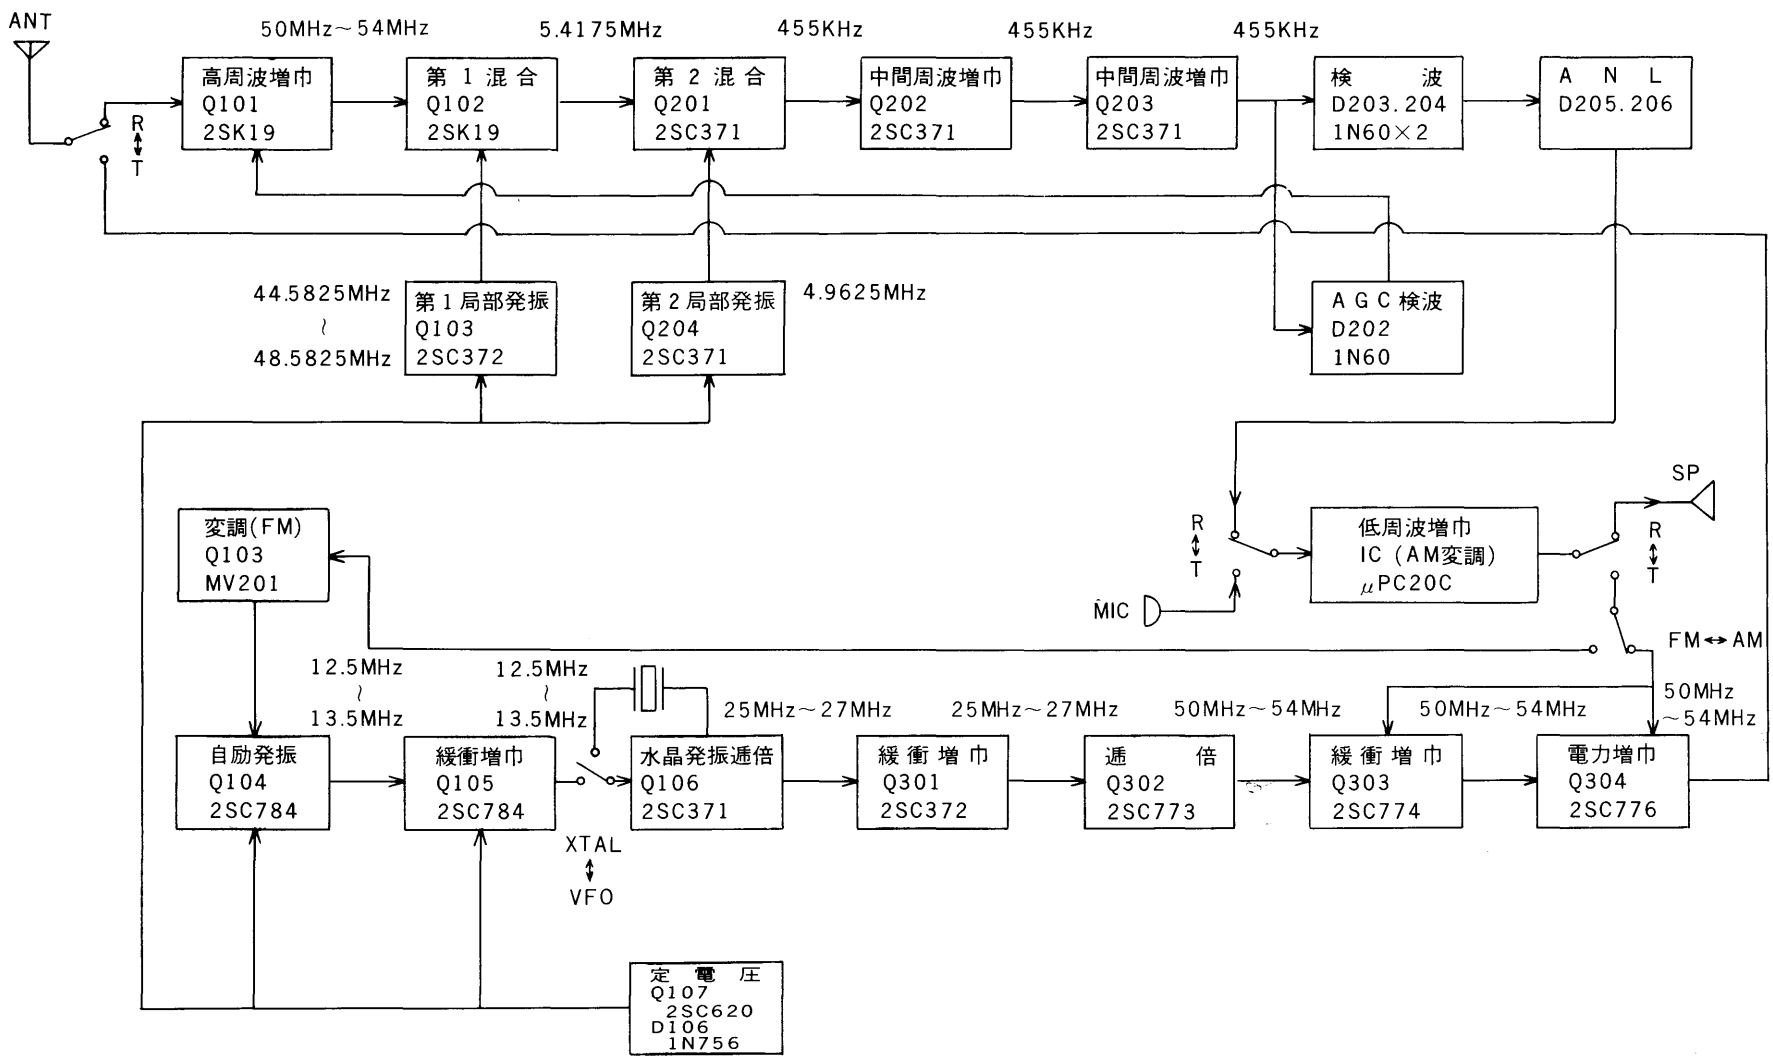 ANT
50MHz～54MHz
5.4175MHz
455KHz
455KHz
455KHz
高周波増巾
Q101
2SK19
第1混合
Q102
2SK19
第2混合
Q201
2SC371
中間周波増巾
Q202
2SC371
中間周波増巾
Q203
2SC371
検波
D203.204
1N60×2
ANL
D205.206
R
T
44.5825MHz
～
48.5825MHz
第1局部発振
Q103
2SC372
第2局部発振
Q204
2SC371
4.9625MHz
AGC検波
D202
1N60
変調(FM)
Q103
MV201
R
T
MIC
低周波増巾
IC (AM変調)
μPC20C
SP
R
T
FM↔AM
12.5MHz
～
13.5MHz
12.5MHz
～
13.5MHz
25MHz～27MHz
25MHz～27MHz
50MHz～54MHz
50MHz～54MHz
50MHz
～54MHz
自励発振
Q104
2SC784
緩衝増巾
Q105
2SC784
水晶発振逓倍
Q106
2SC371
緩衝増巾
Q301
2SC372
逓倍
Q302
2SC773
緩衝増巾
Q303
2SC774
電力増巾
Q304
2SC776
XTAL
VFO
定電圧
Q107
2SC620
D106
1N756